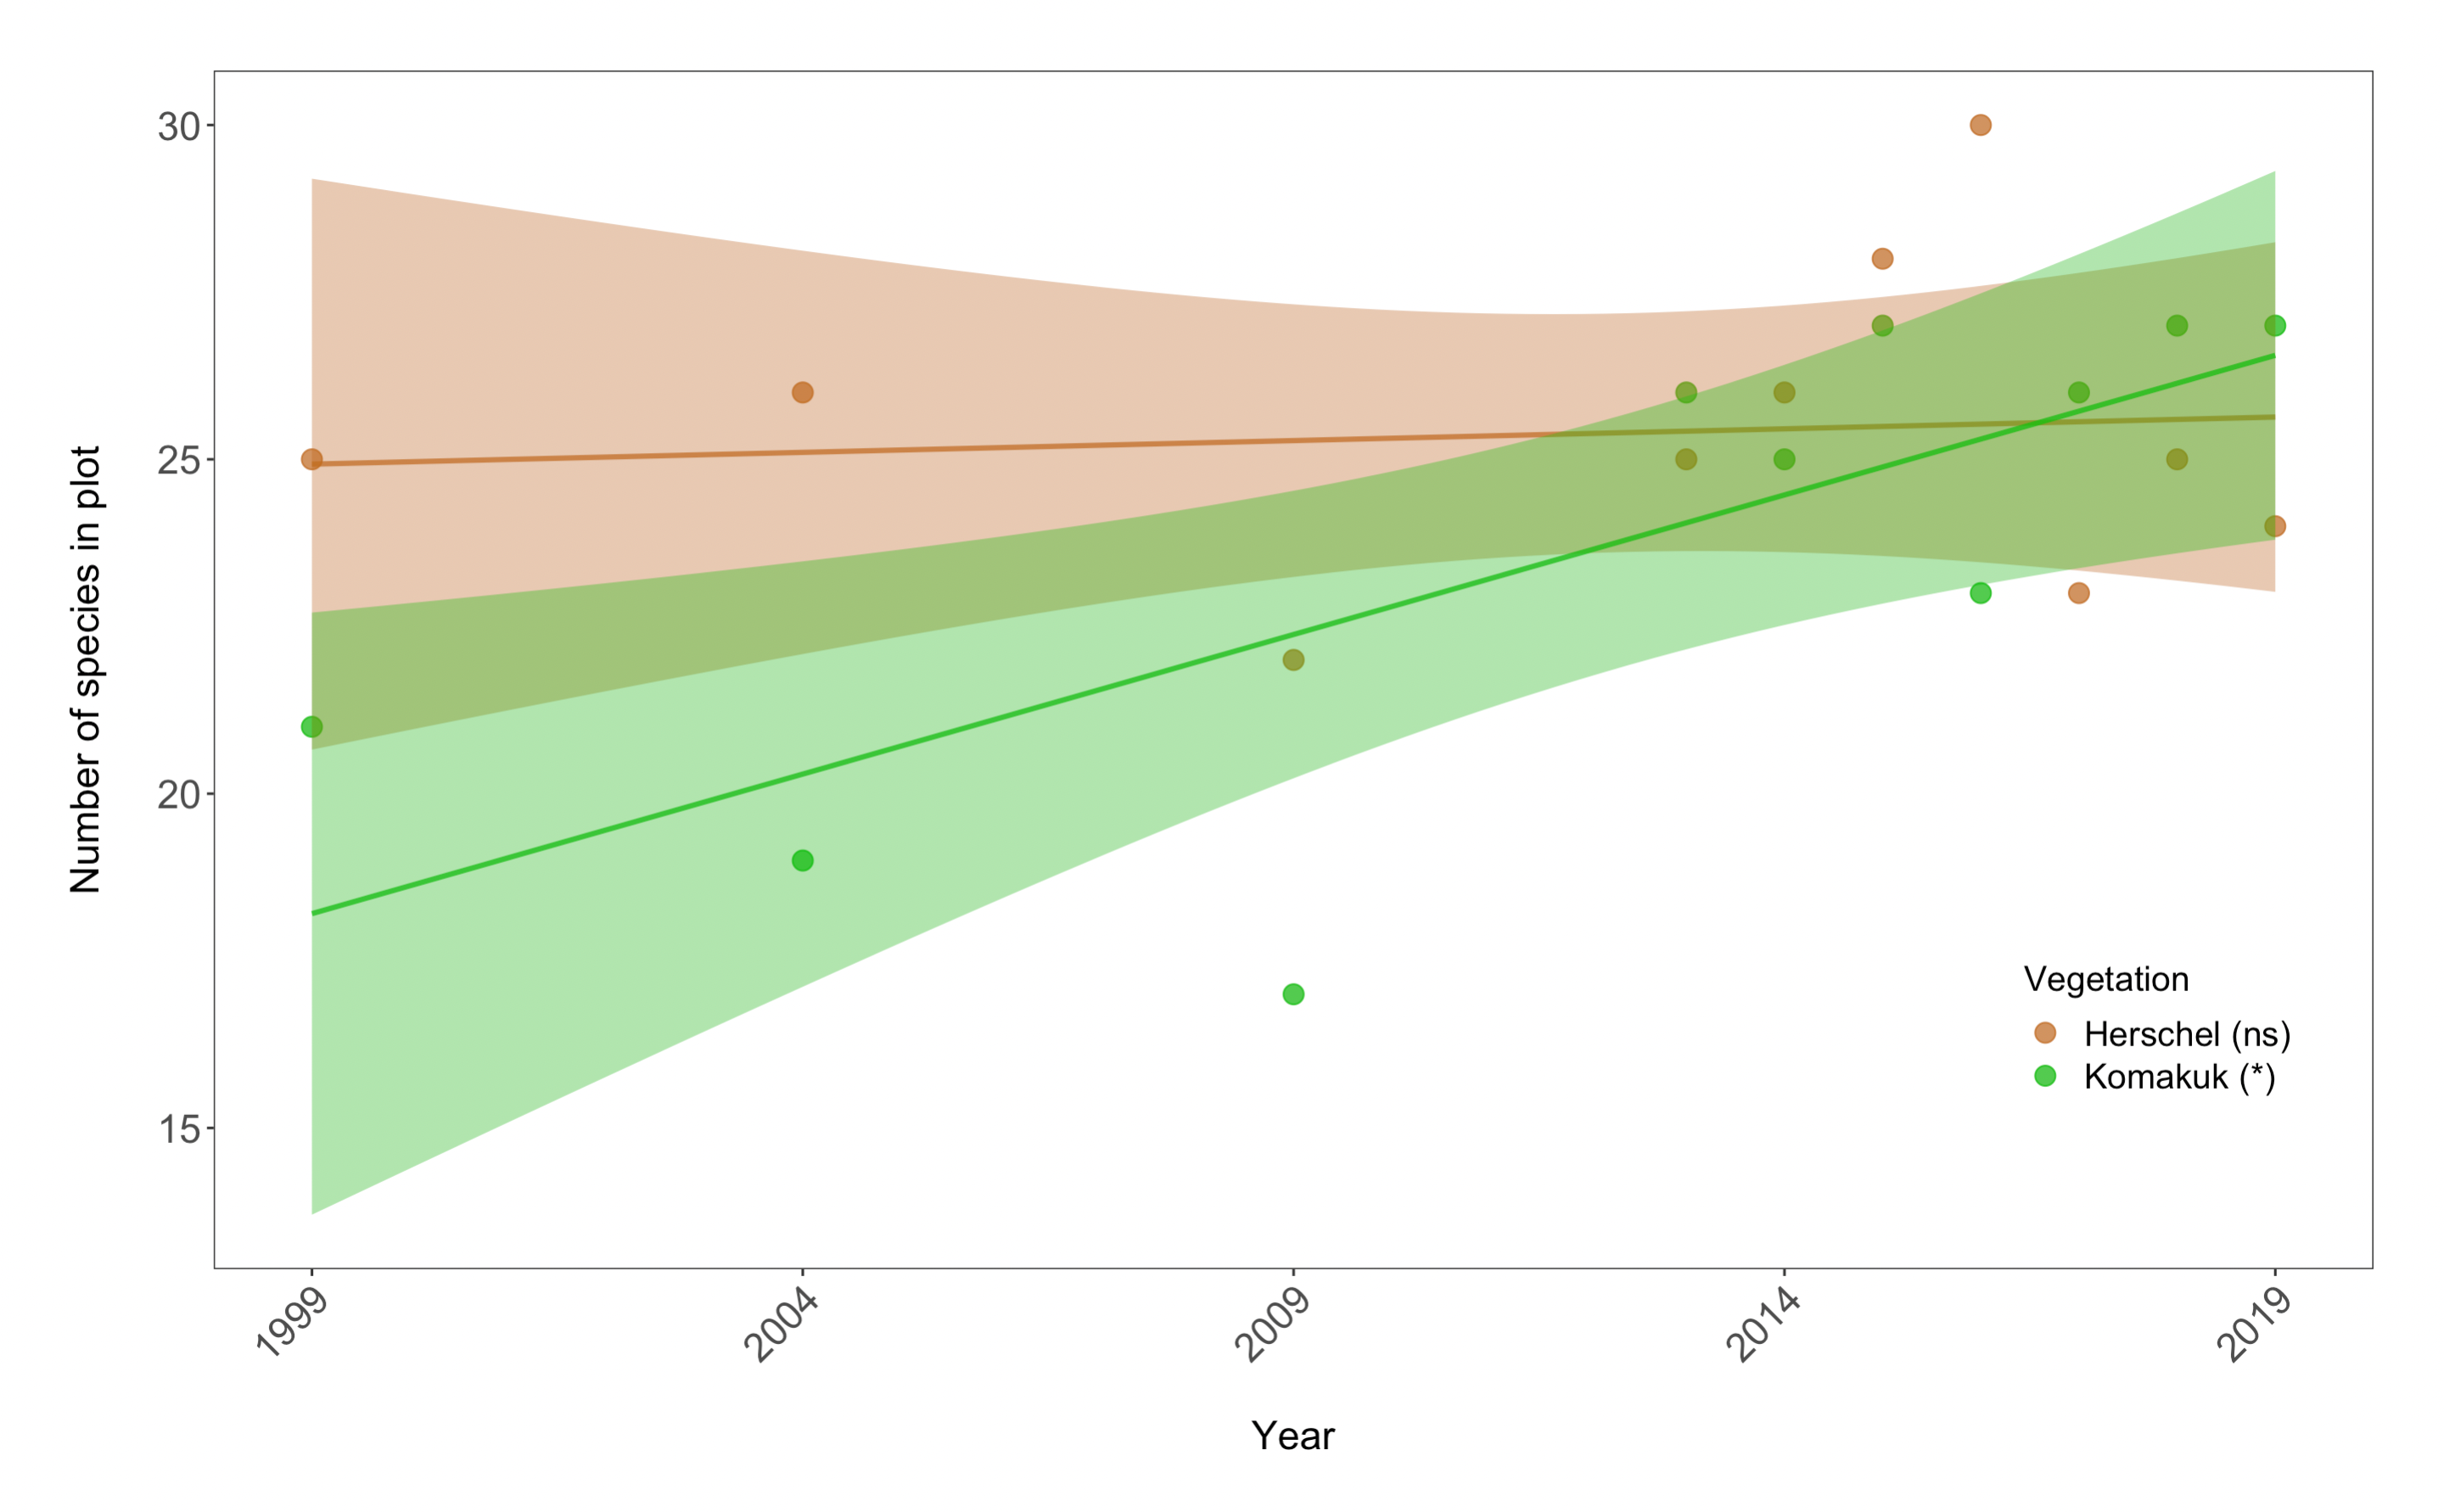 Number of species in plot
30
25
20
15
Vegetation
Herschel (ns)
Komakuk (*)
1999
2004
2009
2014
2019
Year